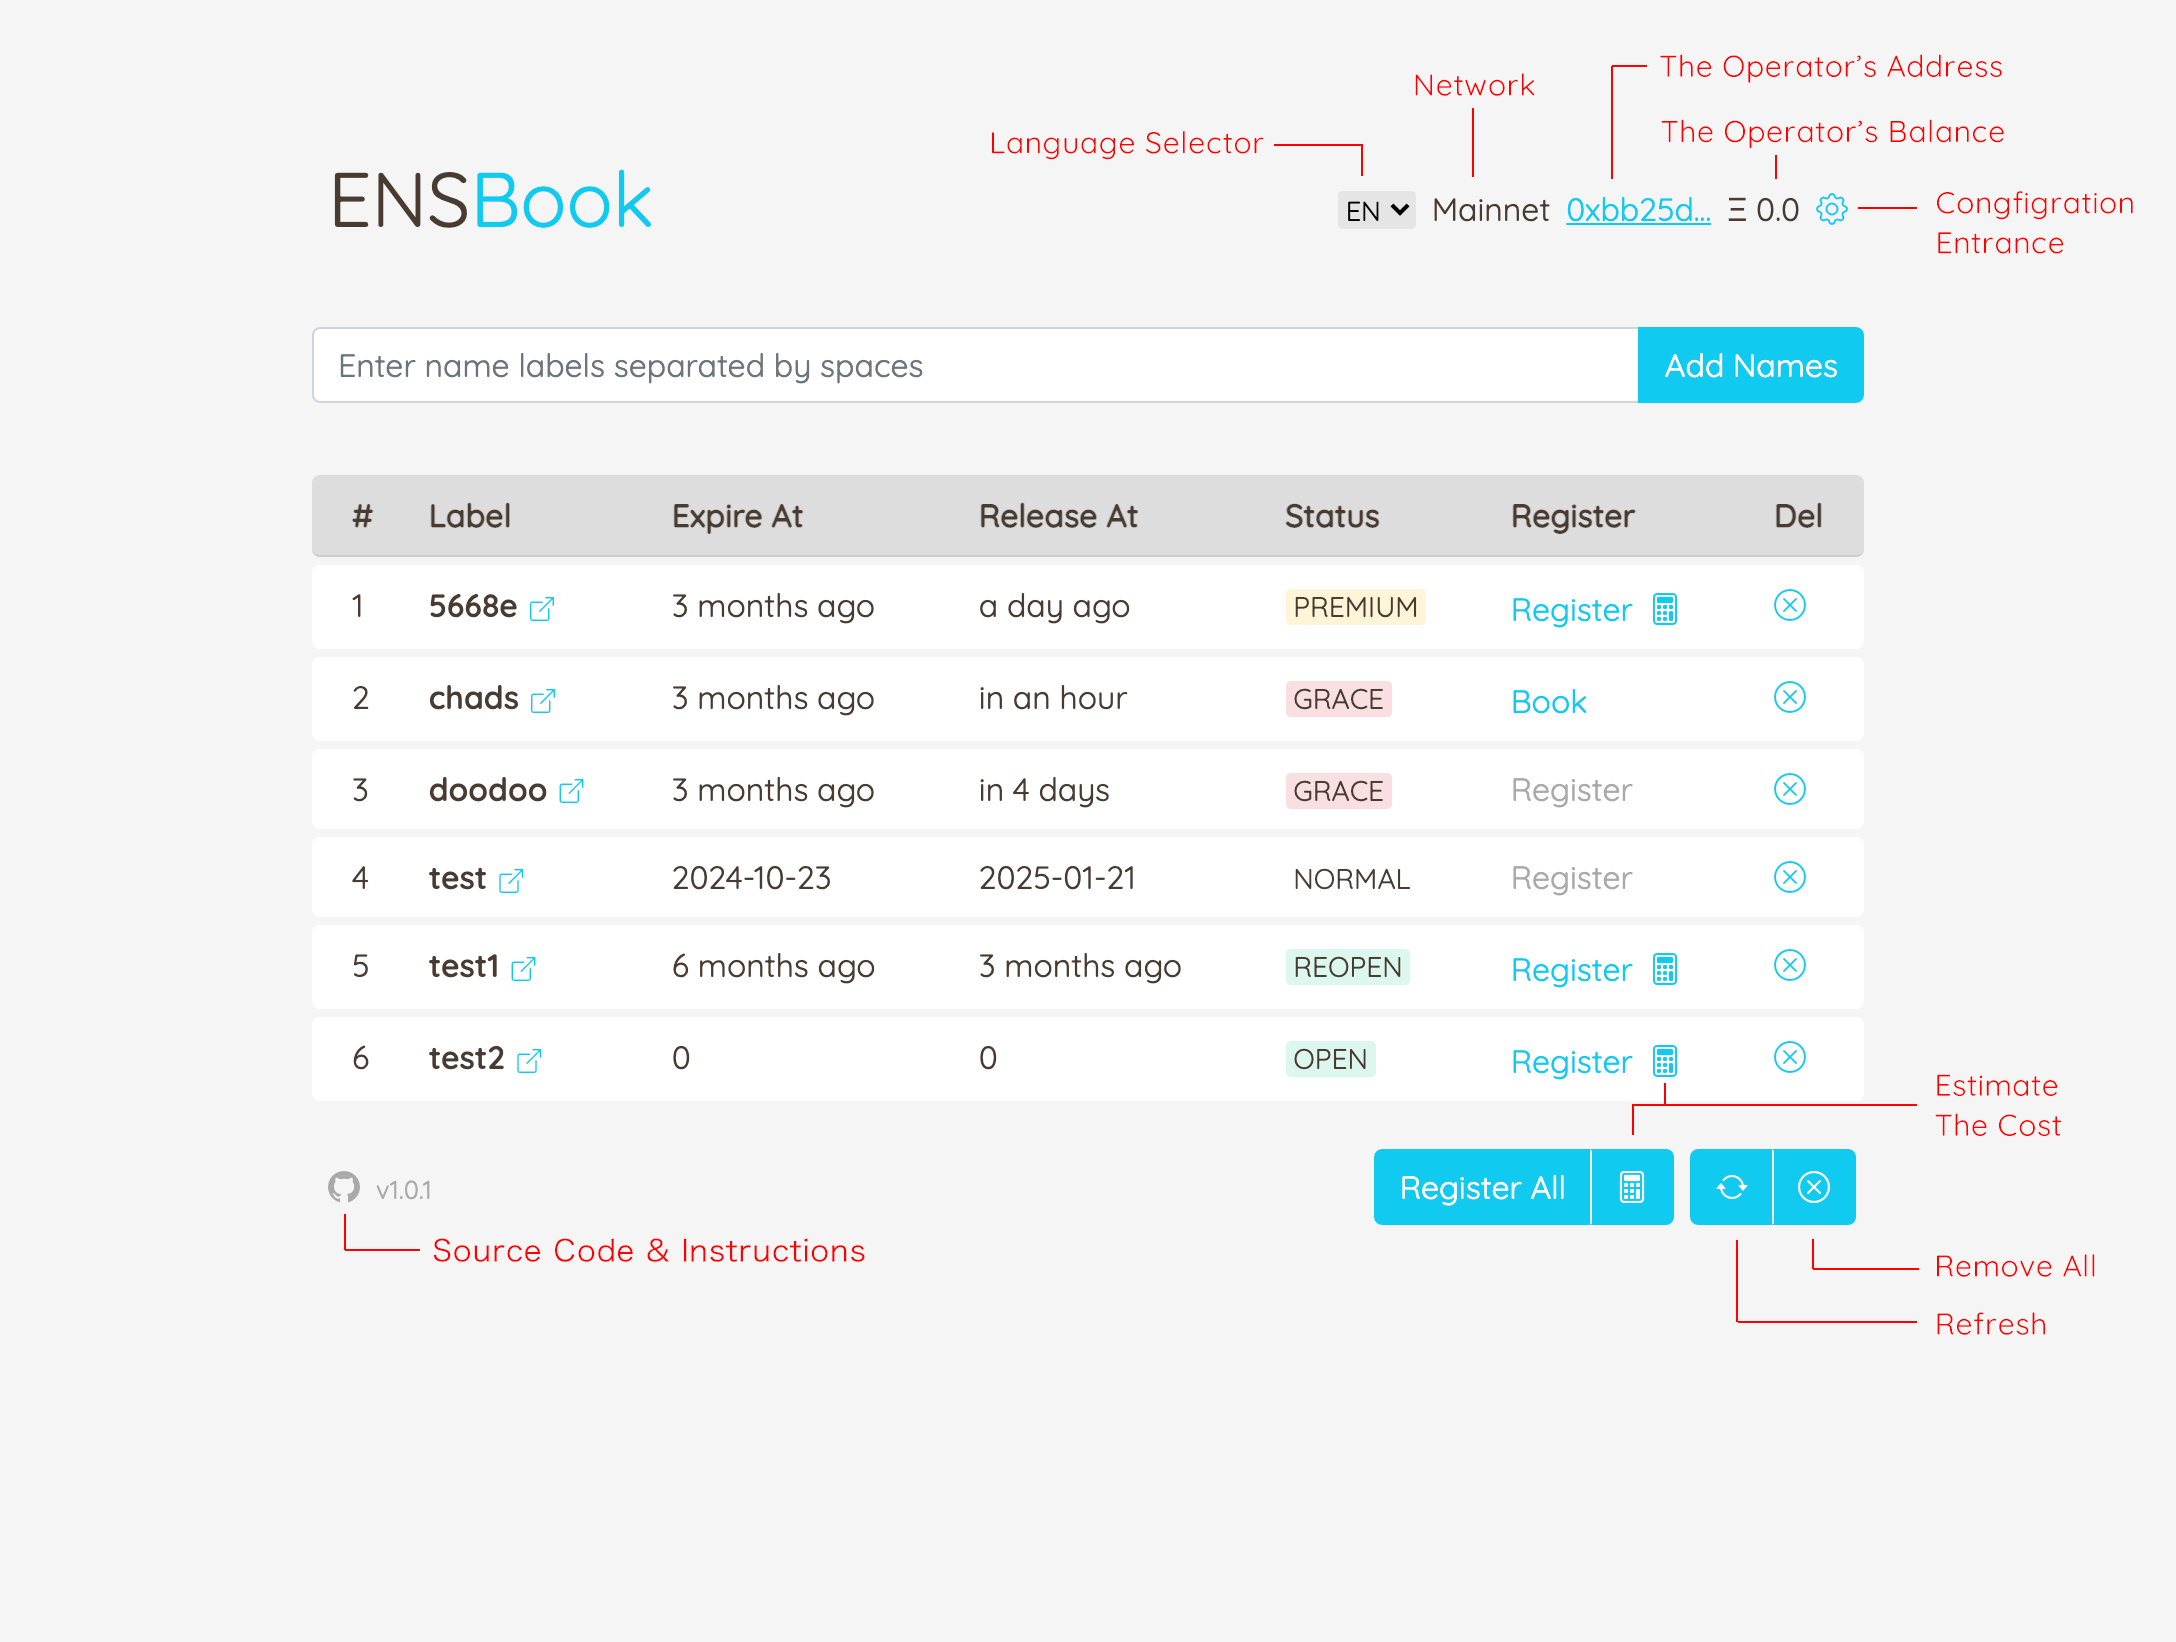 The Operator's Address
Network
The Operator's Balance
Language Selector
ENSBook
EN Mainnet 0xbb25d... Ξ 0.0
Congfigration
Entrance
Enter name labels separated by spaces Add Names
# Label Expire At Release At Status Register Del
1 5668e 3 months ago a day ago PREMIUM Register
2 chads 3 months ago in an hour GRACE Book
3 doodoo 3 months ago in 4 days GRACE Register
4 test 2024-10-23 2025-01-21 NORMAL Register
5 test1 6 months ago 3 months ago REOPEN Register
6 test2 0 0 OPEN Register
Estimate
The Cost
v1.0.1 Register All
Source Code & Instructions
Remove All
Refresh